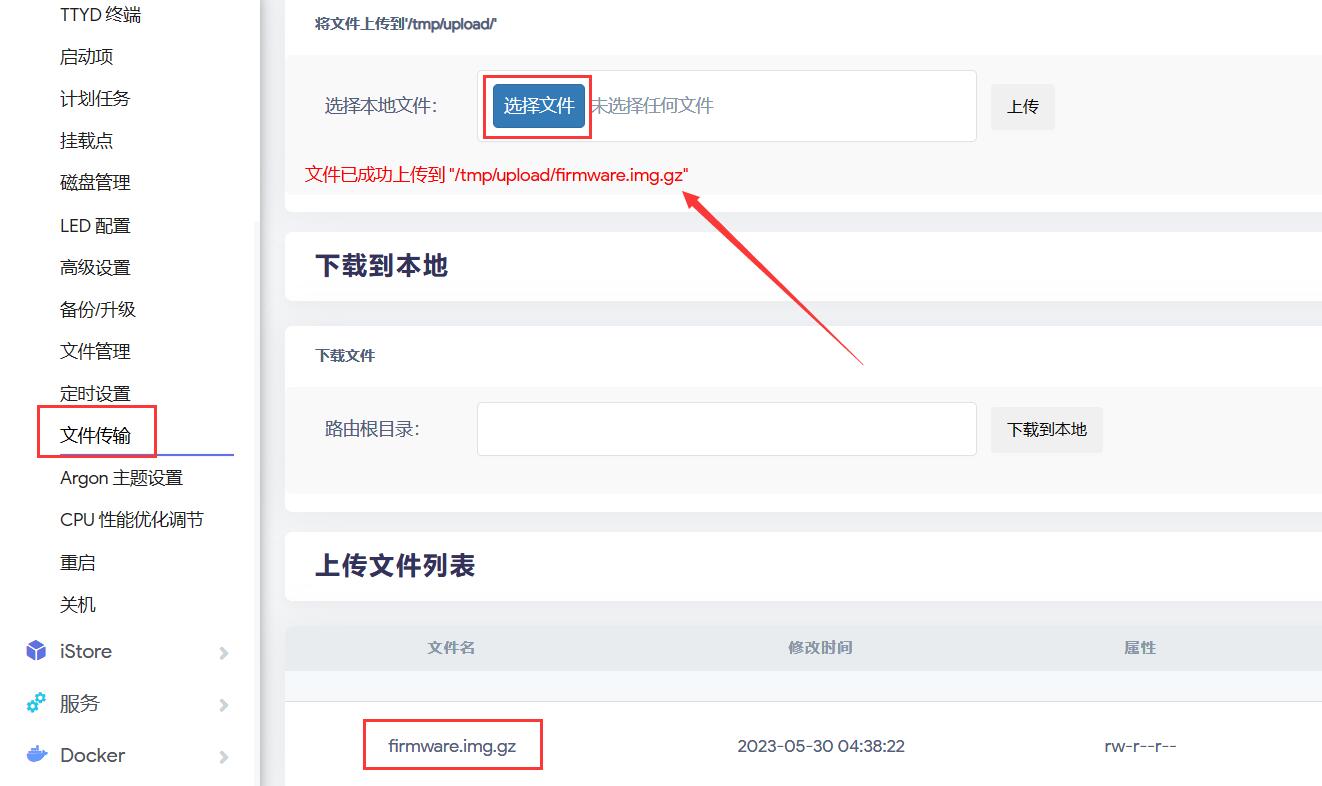 TTYD 终端
启动项
计划任务
挂载点
磁盘管理
LED 配置
高级设置
备份/升级
文件管理
定时设置
文件传输
Argon 主题设置
CPU 性能优化调节
重启
关机
iStore
服务
Docker
将文件上传到'/tmp/upload/'
选择本地文件：
选择文件 未选择任何文件
上传
文件已成功上传到 "/tmp/upload/firmware.img.gz"
下载到本地
下载文件
路由根目录：
下载到本地
上传文件列表
文件名 修改时间 属性
firmware.img.gz 2023-05-30 04:38:22 rw-r--r--